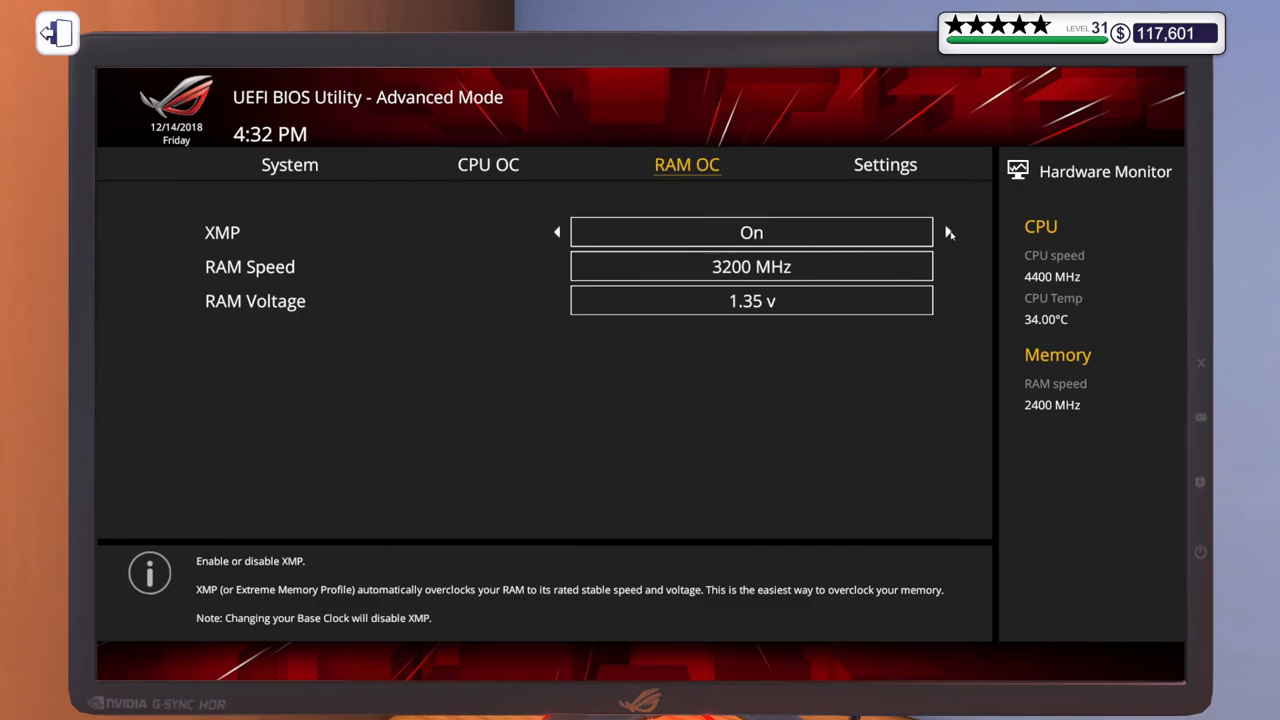 LEVEL 31
$ 117,601
UEFI BIOS Utility - Advanced Mode
12/14/2018
Friday
4:32 PM
System
CPU OC
RAM OC
Settings
Hardware Monitor
XMP
On
RAM Speed
3200 MHz
RAM Voltage
1.35 v
CPU
CPU speed
4400 MHz
CPU Temp
34.00°C
Memory
RAM speed
2400 MHz
Enable or disable XMP.
XMP (or Extreme Memory Profile) automatically overclocks your RAM to its rated stable speed and voltage. This is the easiest way to overclock your memory.
Note: Changing your Base Clock will disable XMP.
NVIDIA G-SYNC HDR